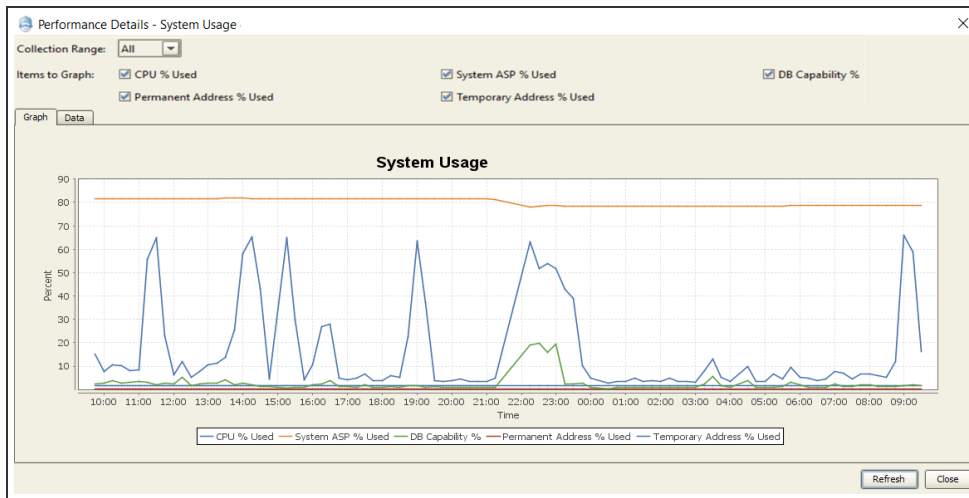 Performance Details - System Usage
Collection Range: All
Items to Graph: CPU % Used System ASP % Used DB Capability %
Permanent Address % Used Temporary Address % Used
Graph Data
System Usage
90
80
70
60
50
40
30
20
10
Percent
10:00 11:00 12:00 13:00 14:00 15:00 16:00 17:00 18:00 19:00 20:00 21:00 22:00 23:00 00:00 01:00 02:00 03:00 04:00 05:00 06:00 07:00 08:00 09:00
Time
CPU % Used System ASP % Used DB Capability % Permanent Address % Used Temporary Address % Used
Refresh Close